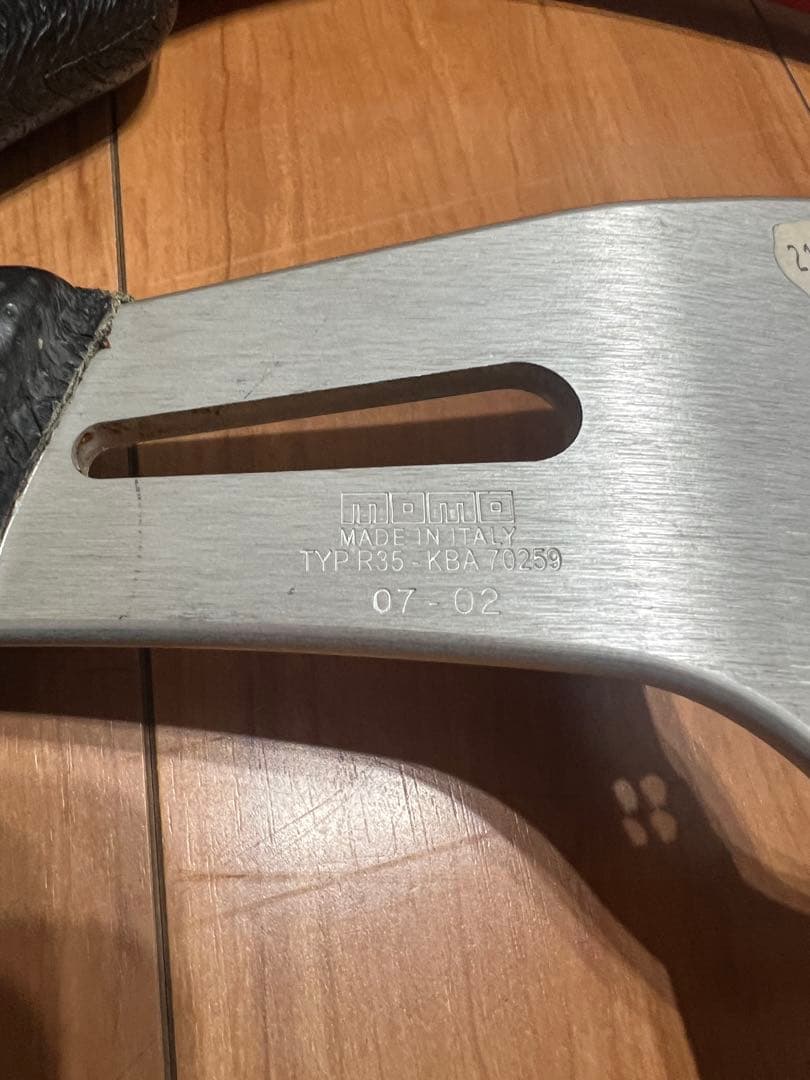 momo
MADE IN ITALY
TYP R35 - KBA 70259
07 - 02